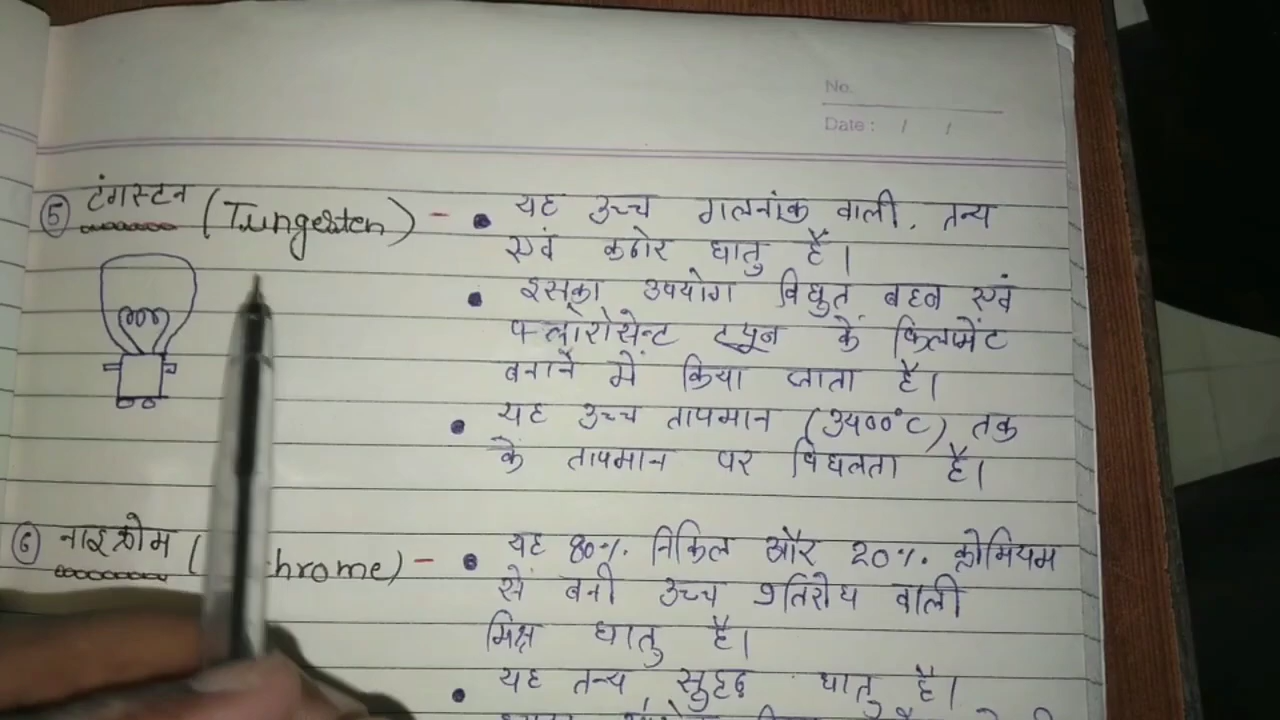 No.
Date : / /
⑤ टंगस्टन (Tungesten) – • यह उच्च गलनांक वाली, तन्य
एवं कठोर धातु है।
• इसका उपयोग विधुत बल्ब एवं
फ्लोरोसेन्ट ट्यूब के फिलामेंट
बनाने में किया जाता है।
• यह उच्च तापमान (3400°C) तक
के तापमान पर पिघलता है।
⑥ नाइक्रोम ( chrome) – • यह 80%. निकिल और 20%. क्रोमियम
से बनी उच्च प्रतिरोध वाली
मिश्र धातु है।
• यह तन्य, सुदृढ धातु है।